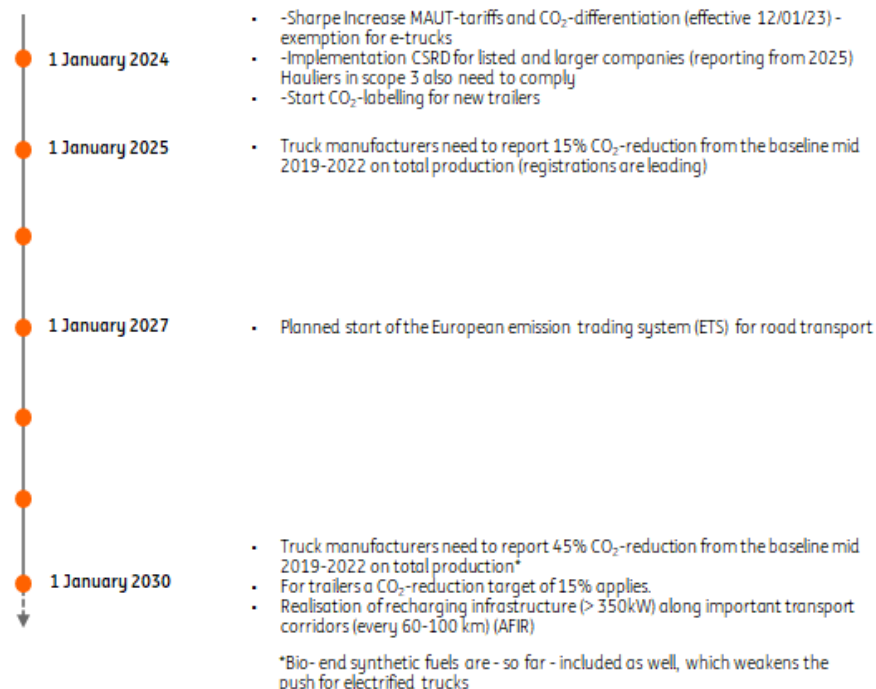 • -Sharpe Increase MAUT-tariffs and CO₂-differentiation (effective 12/01/23) -
exemption for e-trucks
1 January 2024
• -Implementation CSRD for listed and larger companies (reporting from 2025)
Hauliers in scope 3 also need to comply
• -Start CO₂-labelling for new trailers
1 January 2025
• Truck manufacturers need to report 15% CO₂-reduction from the baseline mid
2019-2022 on total production (registrations are leading)
1 January 2027
• Planned start of the European emission trading system (ETS) for road transport
• Truck manufacturers need to report 45% CO₂-reduction from the baseline mid
2019-2022 on total production*
1 January 2030
• For trailers a CO₂-reduction target of 15% applies.
• Realisation of recharging infrastructure (> 350kW) along important transport
corridors (every 60-100 km) (AFIR)
*Bio- end synthetic fuels are - so far - included as well, which weakens the
push for electrified trucks